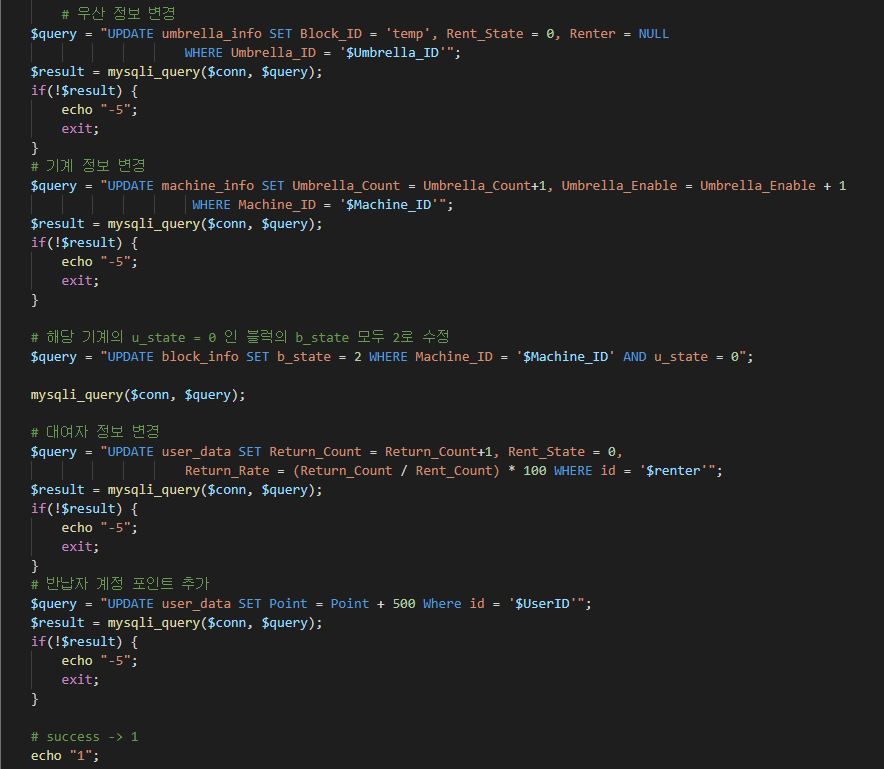 # 우산 정보 변경
$query = "UPDATE umbrella_info SET Block_ID = 'temp', Rent_State = 0, Renter = NULL
WHERE Umbrella_ID = '$Umbrella_ID'";
$result = mysqli_query($conn, $query);
if(!$result) {
echo "-5";
exit;
}
# 기계 정보 변경
$query = "UPDATE machine_info SET Umbrella_Count = Umbrella_Count+1, Umbrella_Enable = Umbrella_Enable + 1
WHERE Machine_ID = '$Machine_ID'";
$result = mysqli_query($conn, $query);
if(!$result) {
echo "-5";
exit;
}
# 해당 기계의 u_state = 0 인 블럭의 b_state 모두 2로 수정
$query = "UPDATE block_info SET b_state = 2 WHERE Machine_ID = '$Machine_ID' AND u_state = 0";
mysqli_query($conn, $query);
# 대여자 정보 변경
$query = "UPDATE user_data SET Return_Count = Return_Count+1, Rent_State = 0,
Return_Rate = (Return_Count / Rent_Count) * 100 WHERE id = '$renter'";
$result = mysqli_query($conn, $query);
if(!$result) {
echo "-5";
exit;
}
# 반납자 계정 포인트 추가
$query = "UPDATE user_data SET Point = Point + 500 Where id = '$UserID'";
$result = mysqli_query($conn, $query);
if(!$result) {
echo "-5";
exit;
}
# success -> 1
echo "1";